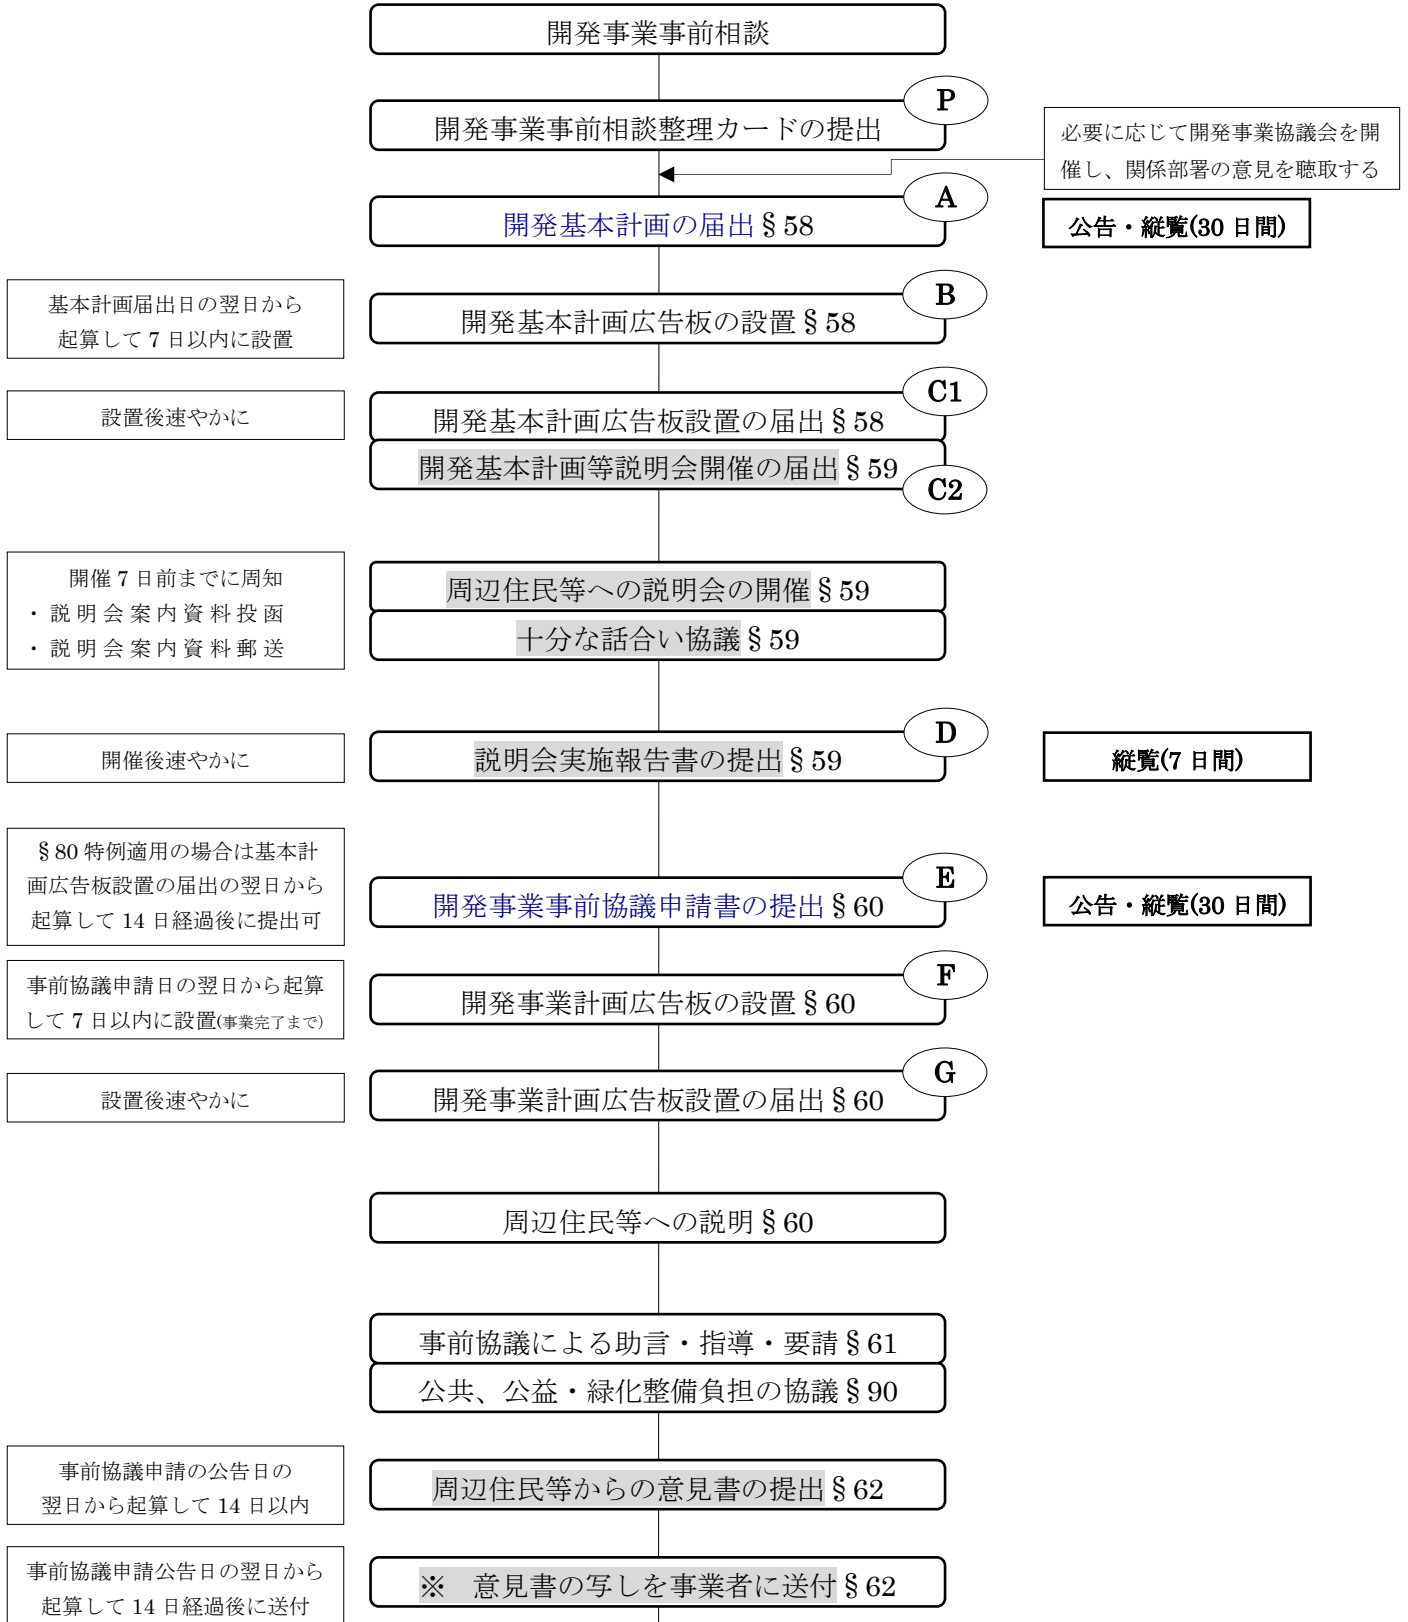 開発事業事前相談
P
開発事業事前相談整理カードの提出
必要に応じて開発事業協議会を開
催し、関係部署の意見を聴取する
A
開発基本計画の届出§58
公告・縦覧(30日間)
基本計画届出日の翌日から
起算して7日以内に設置
B
開発基本計画広告板の設置§58
設置後速やかに
C1
開発基本計画広告板設置の届出§58
開発基本計画等説明会開催の届出§59
C2
開催7日前までに周知
・説明会案内資料投函
・説明会案内資料郵送
周辺住民等への説明会の開催§59
十分な話合い協議§59
開催後速やかに
D
説明会実施報告書の提出§59
縦覧(7日間)
§80特例適用の場合は基本計
画広告板設置の届出の翌日から
起算して14日経過後に提出可
E
開発事業事前協議申請書の提出§60
公告・縦覧(30日間)
事前協議申請日の翌日から起算
して7日以内に設置(事業完了まで)
F
開発事業計画広告板の設置§60
設置後速やかに
G
開発事業計画広告板設置の届出§60
周辺住民等への説明§60
事前協議による助言・指導・要請§61
公共、公益・緑化整備負担の協議§90
事前協議申請の公告日の
翌日から起算して14日以内
周辺住民等からの意見書の提出§62
事前協議申請公告日の翌日から
起算して14日経過後に送付
※ 意見書の写しを事業者に送付§62